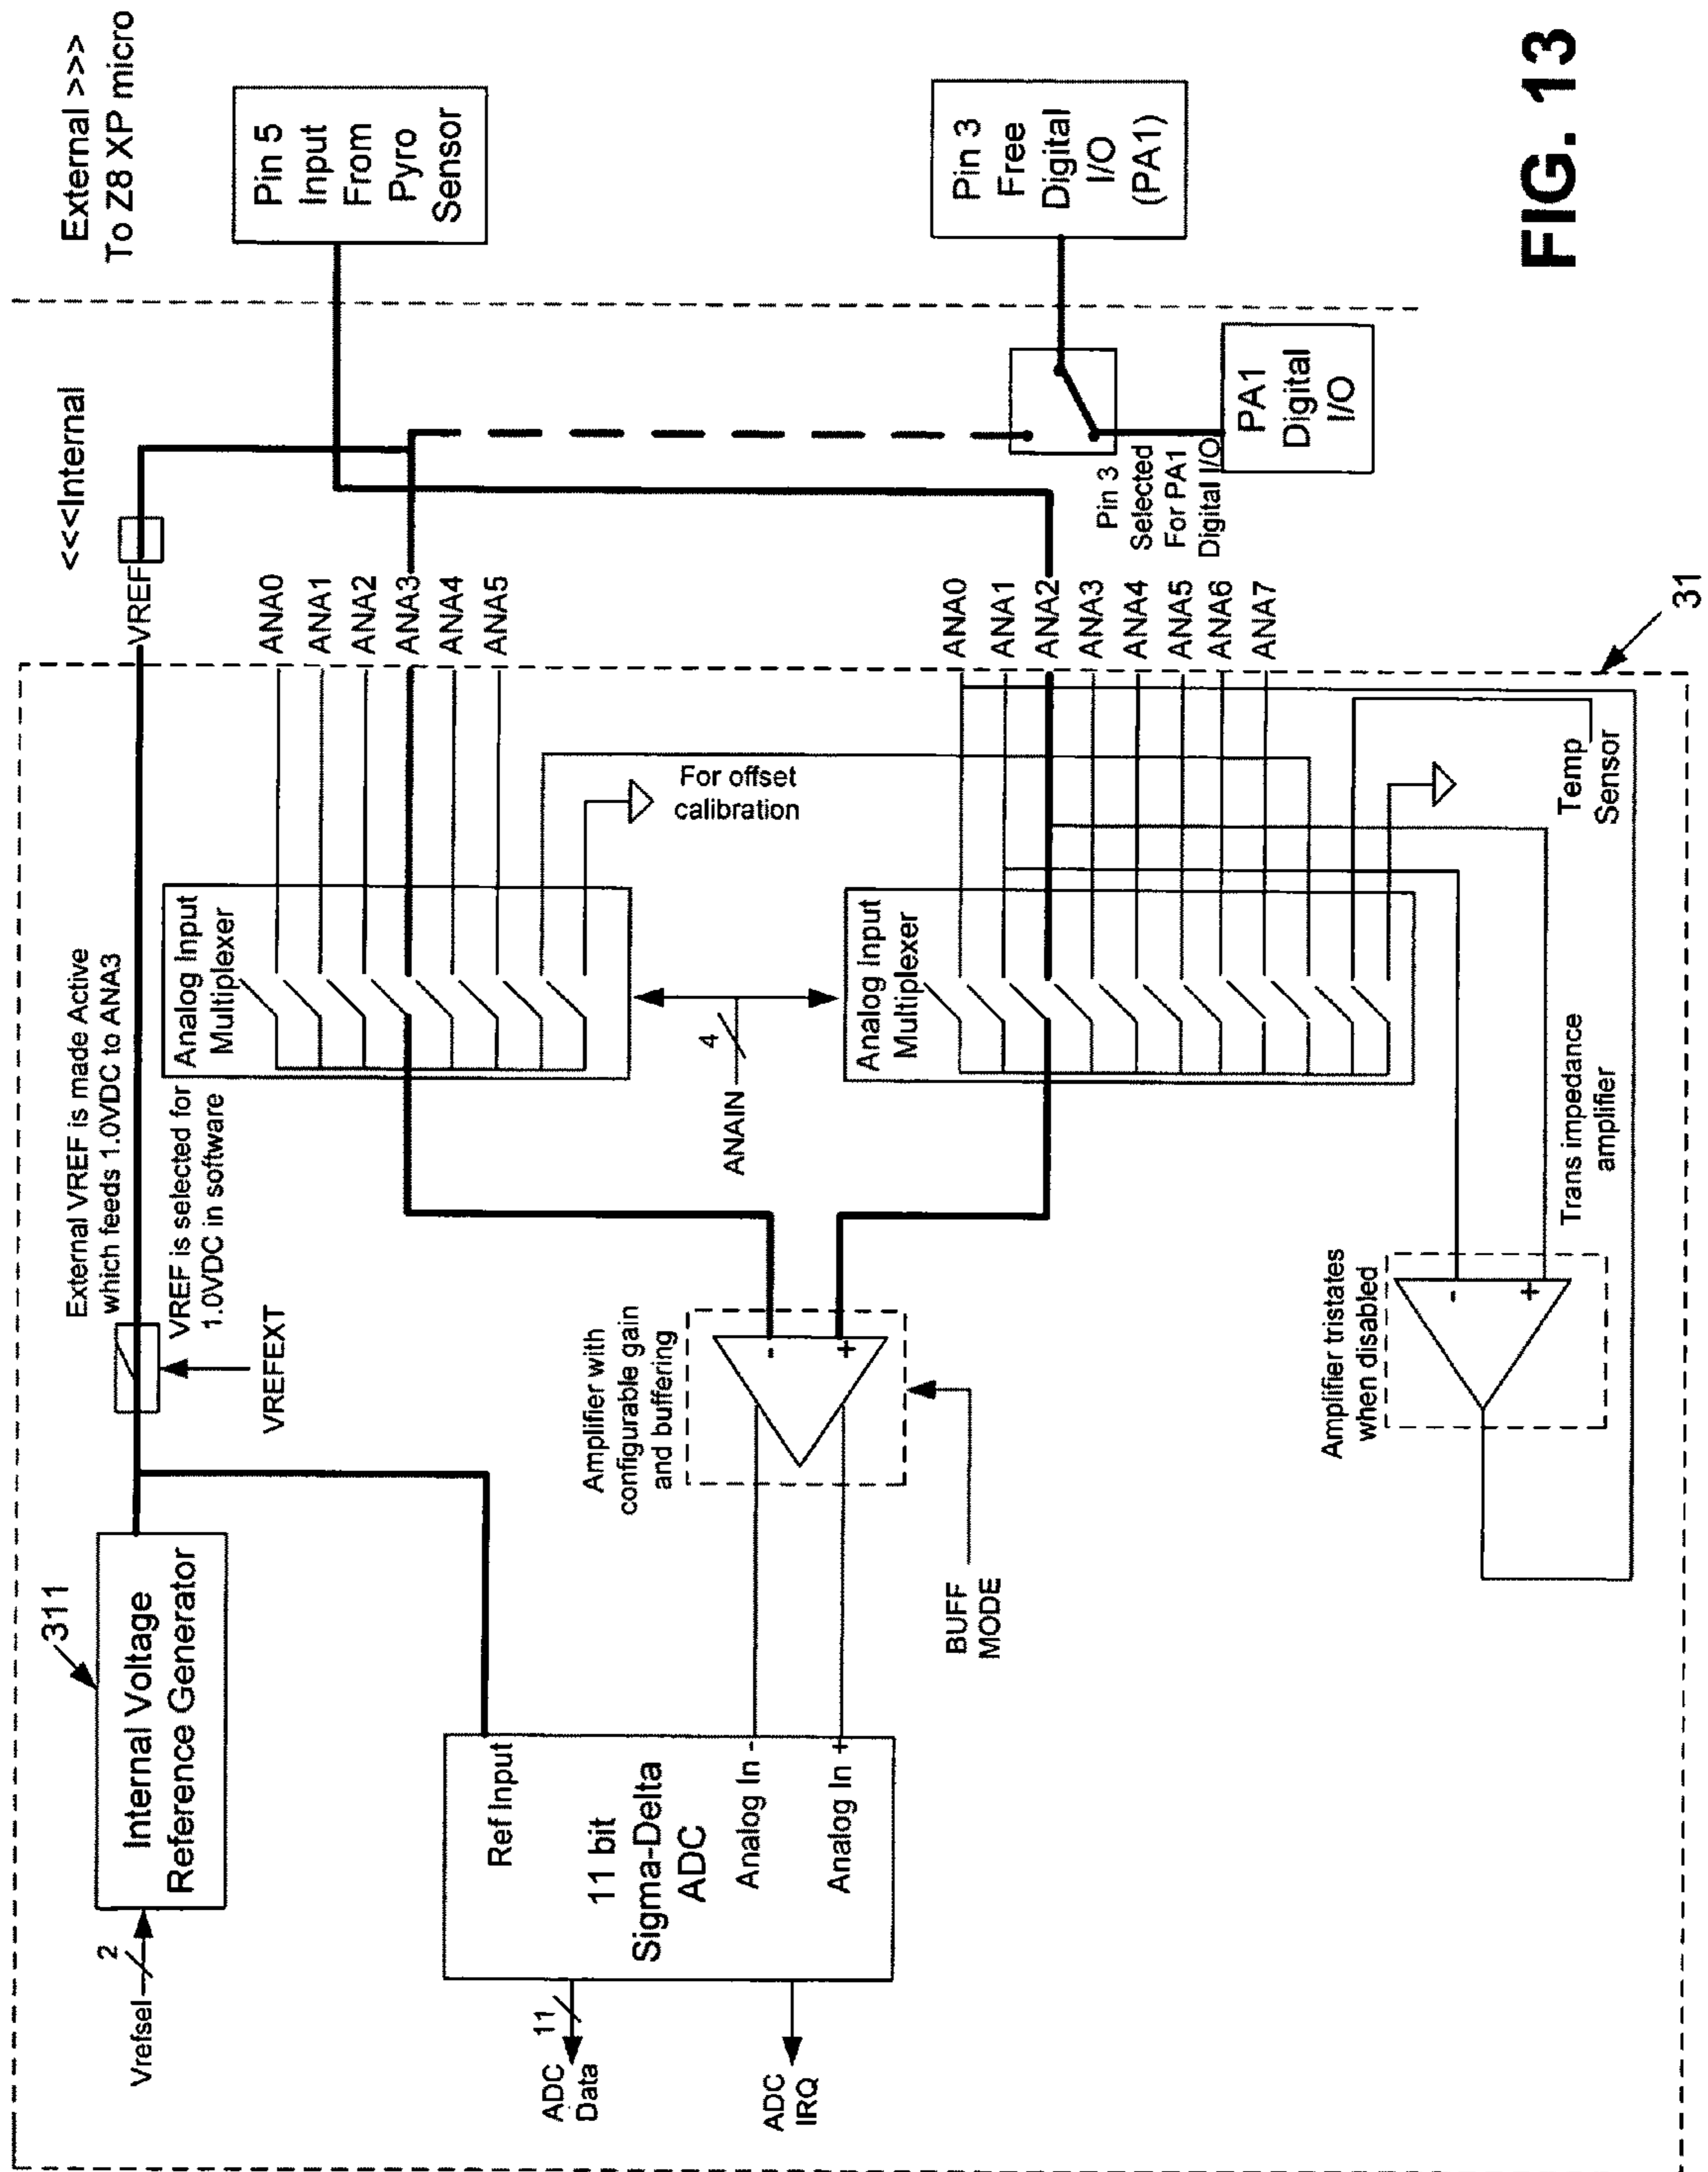 External >>>
To Z8 XP micro
<<Internal
Pin 5
Input
From
Pyro
Sensor
Pin 3
Free
Digital
I/O
(PA1)
PA1
Digital
I/O
Pin 3
Selected
For PA1
Digital I/O
VREF
ANA0
ANA1
ANA2
ANA3
ANA4
ANA5
ANA0
ANA1
ANA2
ANA3
ANA4
ANA5
ANA6
ANA7
31
For offset
calibration
Temp
Sensor
External VREF is made Active
which feeds 1.0VDC to ANA3
VREF is selected for
1.0VDC in software
VREFEXT
Analog Input
Multiplexer
4
ANAIN
Analog Input
Multiplexer
Trans impedance
amplifier
Amplifier with
configurable gain
and buffering
-
+
BUFF
MODE
Amplifier tristates
when disabled
-
+
311
Internal Voltage
Reference Generator
Vrefsel
2
Ref Input
11 bit
Sigma-Delta
ADC
Analog In -
Analog In +
11
ADC
Data
ADC
IRQ
FIG. 13